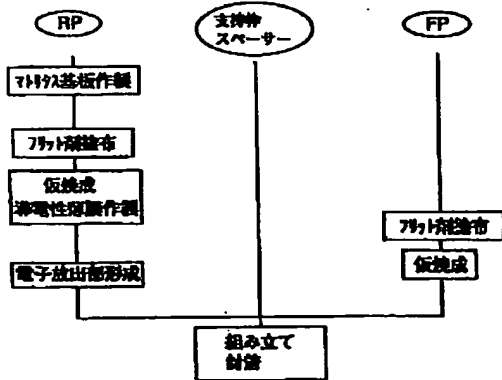 RP
支持枠
スペーサー
FP
マトリクス基板作製
フリット剤塗布
仮焼成
導電性薄膜作製
電子放出部形成
フリット剤塗布
仮焼成
組み立て
封着